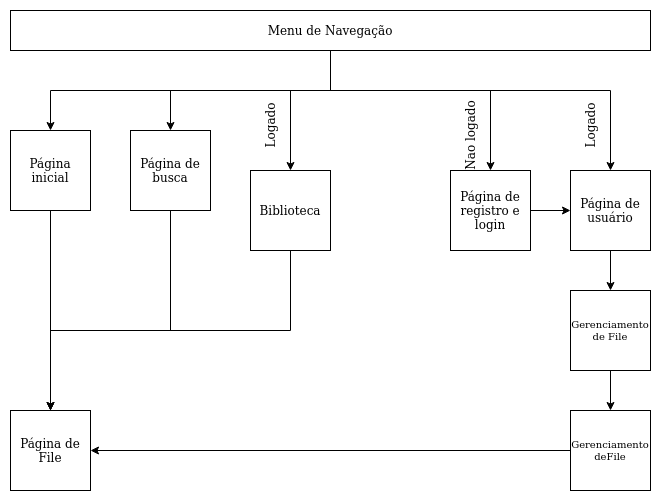 Menu de Navegação
Logado
Nao logado
Logado
Página
inicial
Página de
busca
Biblioteca
Página de
registro e
login
Página de
usuário
Gerenciamento
de File
Página de
File
Gerenciamento
deFile